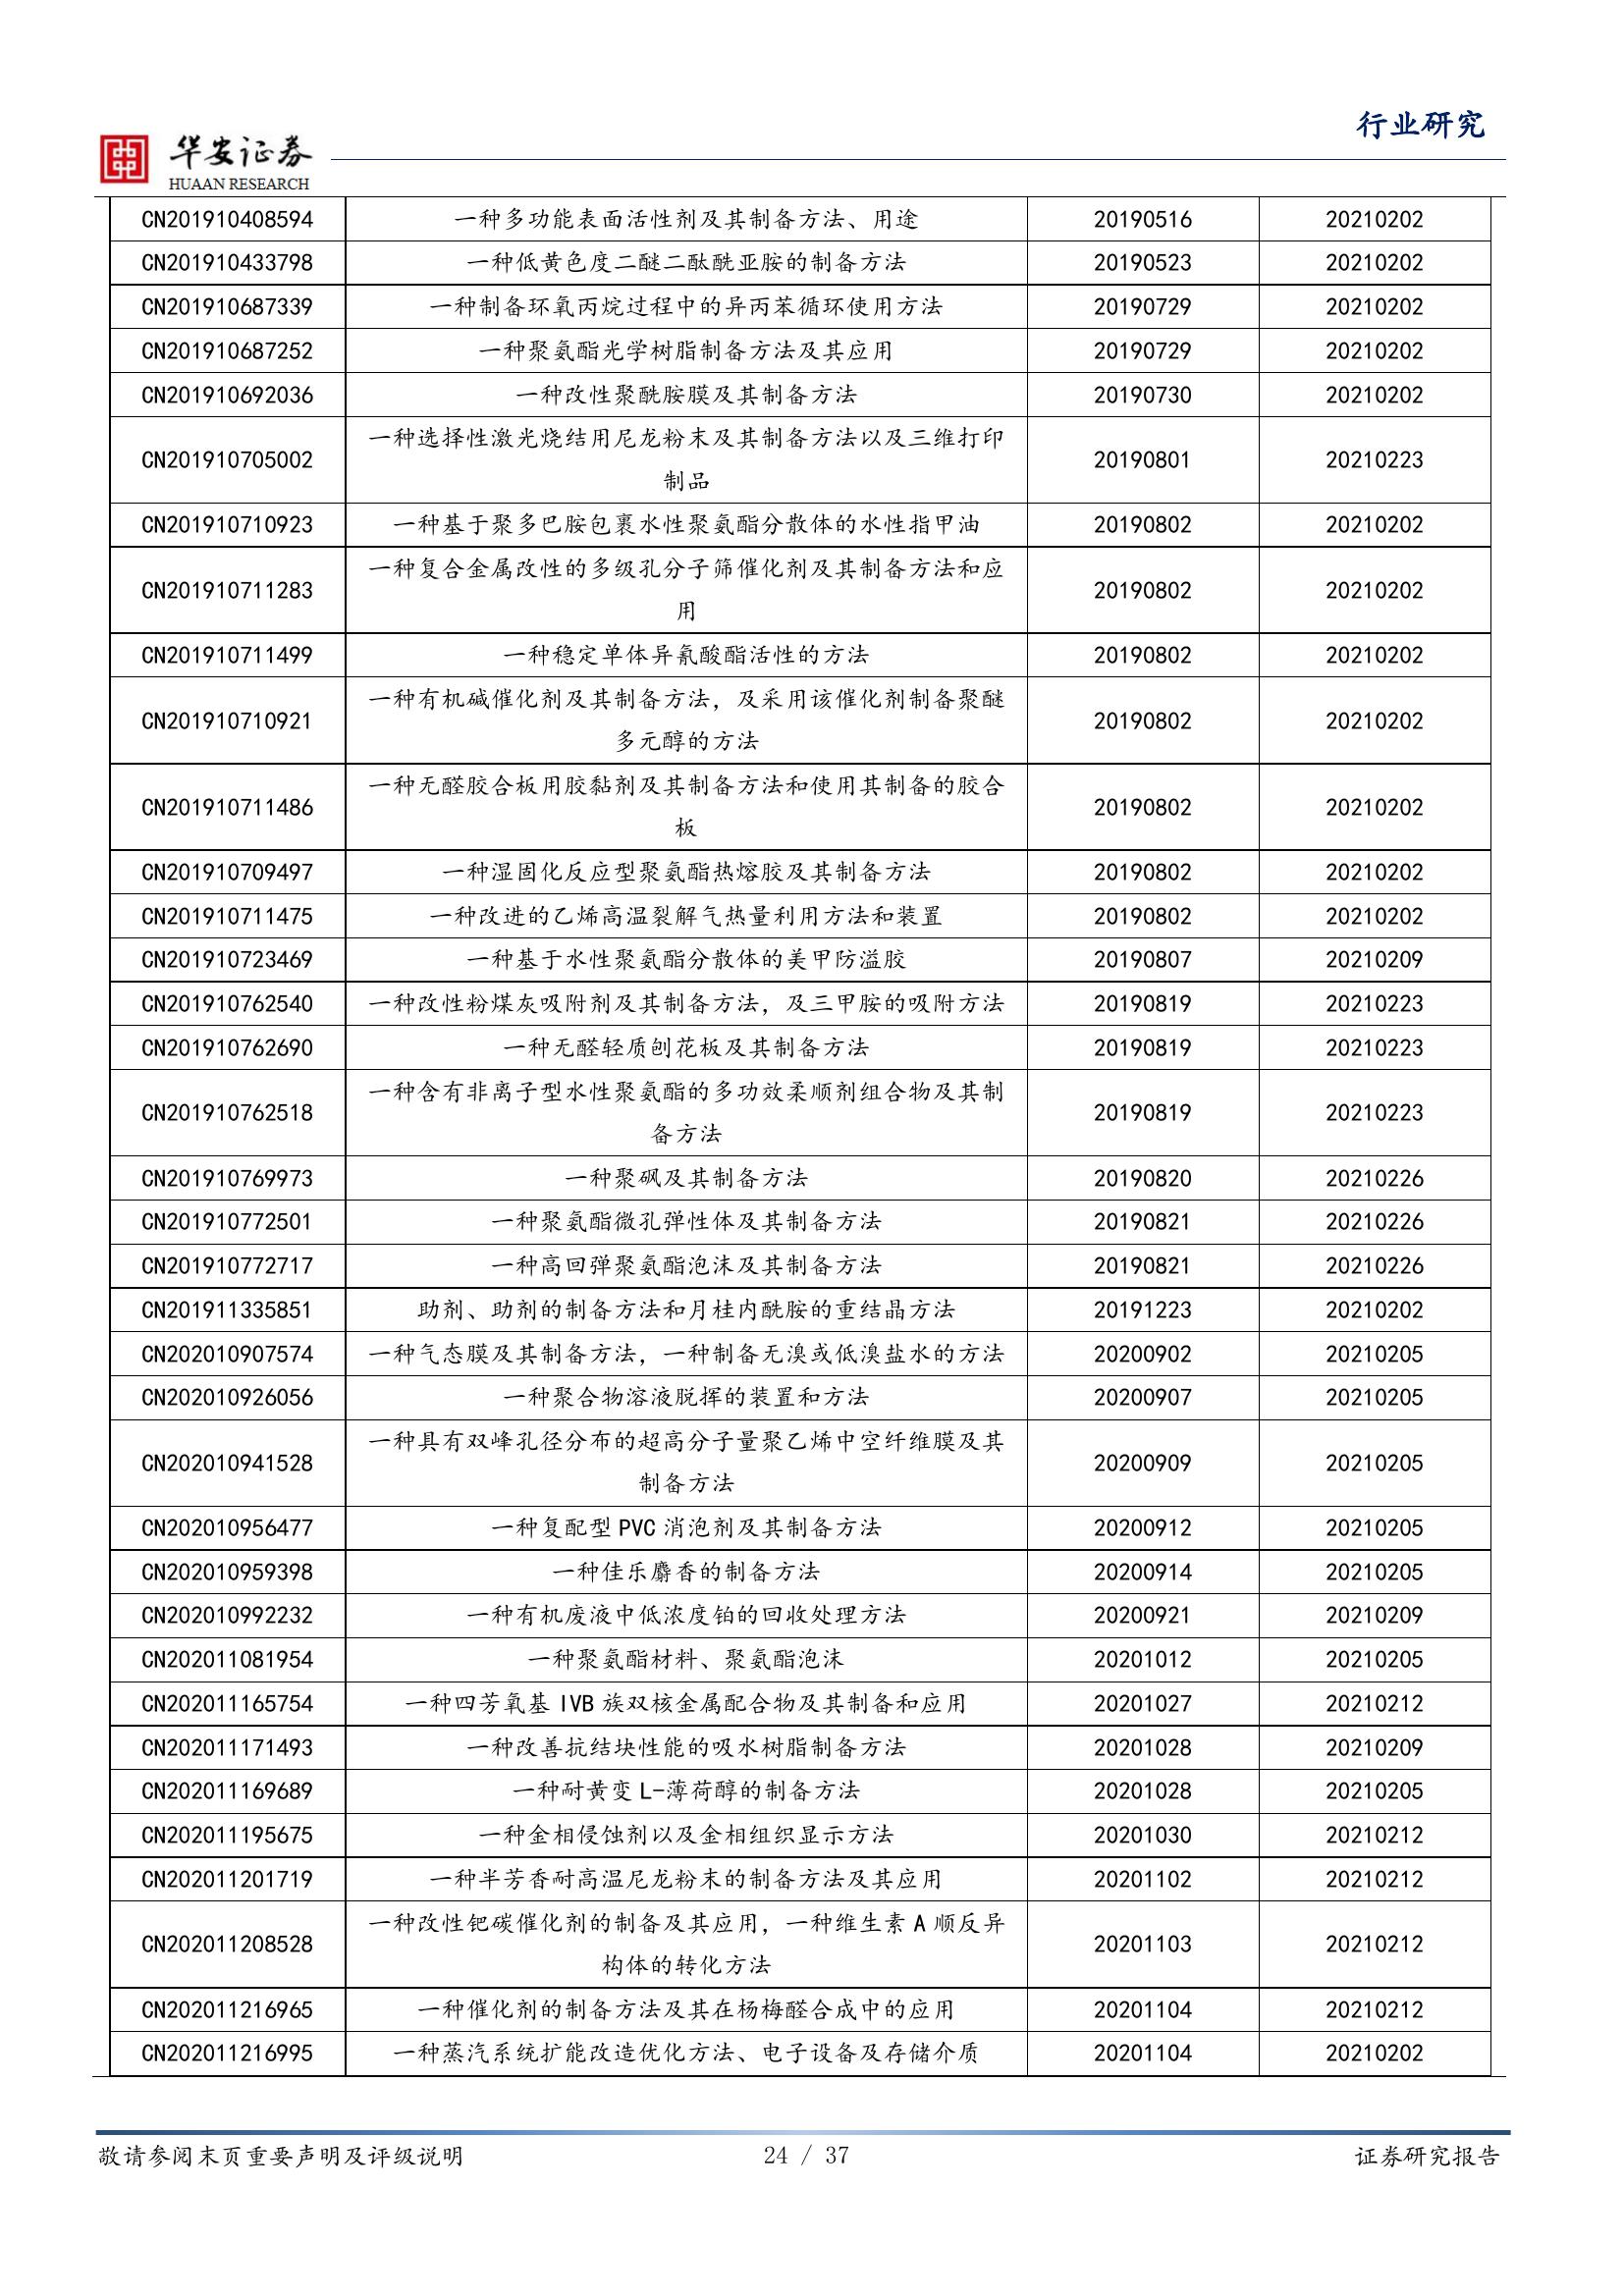 行业研究
华安证券
HUAAN RESEARCH
CN201910408594 一种多功能表面活性剂及其制备方法、用途 20190516 20210202
CN201910433798 一种低黄色度二醚二酞酰亚胺的制备方法 20190523 20210202
CN201910687339 一种制备环氧丙烷过程中的异丙苯循环使用方法 20190729 20210202
CN201910687252 一种聚氨酯光学树脂制备方法及其应用 20190729 20210202
CN201910692036 一种改性聚酰胺膜及其制备方法 20190730 20210202
一种选择性激光烧结用尼龙粉末及其制备方法以及三维打印
CN201910705002 20190801 20210223
制品
CN201910710923 一种基于聚多巴胺包裹水性聚氨酯分散体的水性指甲油 20190802 20210202
一种复合金属改性的多级孔分子筛催化剂及其制备方法和应
CN201910711283 20190802 20210202
用
CN201910711499 一种稳定单体异氰酸酯活性的方法 20190802 20210202
一种有机碱催化剂及其制备方法，及采用该催化剂制备聚醚
CN201910710921 20190802 20210202
多元醇的方法
一种无醛胶合板用胶黏剂及其制备方法和使用其制备的胶合
CN201910711486 20190802 20210202
板
CN201910709497 一种湿固化反应型聚氨酯热熔胶及其制备方法 20190802 20210202
CN201910711475 一种改进的乙烯高温裂解气热量利用方法和装置 20190802 20210202
CN201910723469 一种基于水性聚氨酯分散体的美甲防溢胶 20190807 20210209
CN201910762540 一种改性粉煤灰吸附剂及其制备方法，及三甲胺的吸附方法 20190819 20210223
CN201910762690 一种无醛轻质刨花板及其制备方法 20190819 20210223
一种含有非离子型水性聚氨酯的多功效柔顺剂组合物及其制
CN201910762518 20190819 20210223
备方法
CN201910769973 一种聚砜及其制备方法 20190820 20210226
CN201910772501 一种聚氨酯微孔弹性体及其制备方法 20190821 20210226
CN201910772717 一种高回弹聚氨酯泡沫及其制备方法 20190821 20210226
CN201911335851 助剂、助剂的制备方法和月桂内酰胺的重结晶方法 20191223 20210202
CN202010907574 一种气态膜及其制备方法，一种制备无溴或低溴盐水的方法 20200902 20210205
CN202010926056 一种聚合物溶液脱挥的装置和方法 20200907 20210205
一种具有双峰孔径分布的超高分子量聚乙烯中空纤维膜及其
CN202010941528 20200909 20210205
制备方法
CN202010956477 一种复配型 PVC 消泡剂及其制备方法 20200912 20210205
CN202010959398 一种佳乐麝香的制备方法 20200914 20210205
CN202010992232 一种有机废液中低浓度铂的回收处理方法 20200921 20210209
CN202011081954 一种聚氨酯材料、聚氨酯泡沫 20201012 20210205
CN202011165754 一种四芳氧基 IVB 族双核金属配合物及其制备和应用 20201027 20210212
CN202011171493 一种改善抗结块性能的吸水树脂制备方法 20201028 20210209
CN202011169689 一种耐黄变 L-薄荷醇的制备方法 20201028 20210205
CN202011195675 一种金相侵蚀剂以及金相组织显示方法 20201030 20210212
CN202011201719 一种半芳香耐高温尼龙粉末的制备方法及其应用 20201102 20210212
一种改性钯碳催化剂的制备及其应用，一种维生素 A 顺反异
CN202011208528 20201103 20210212
构体的转化方法
CN202011216965 一种催化剂的制备方法及其在杨梅醛合成中的应用 20201104 20210212
CN202011216995 一种蒸汽系统扩能改造优化方法、电子设备及存储介质 20201104 20210202
敬请参阅末页重要声明及评级说明 24 / 37 证券研究报告